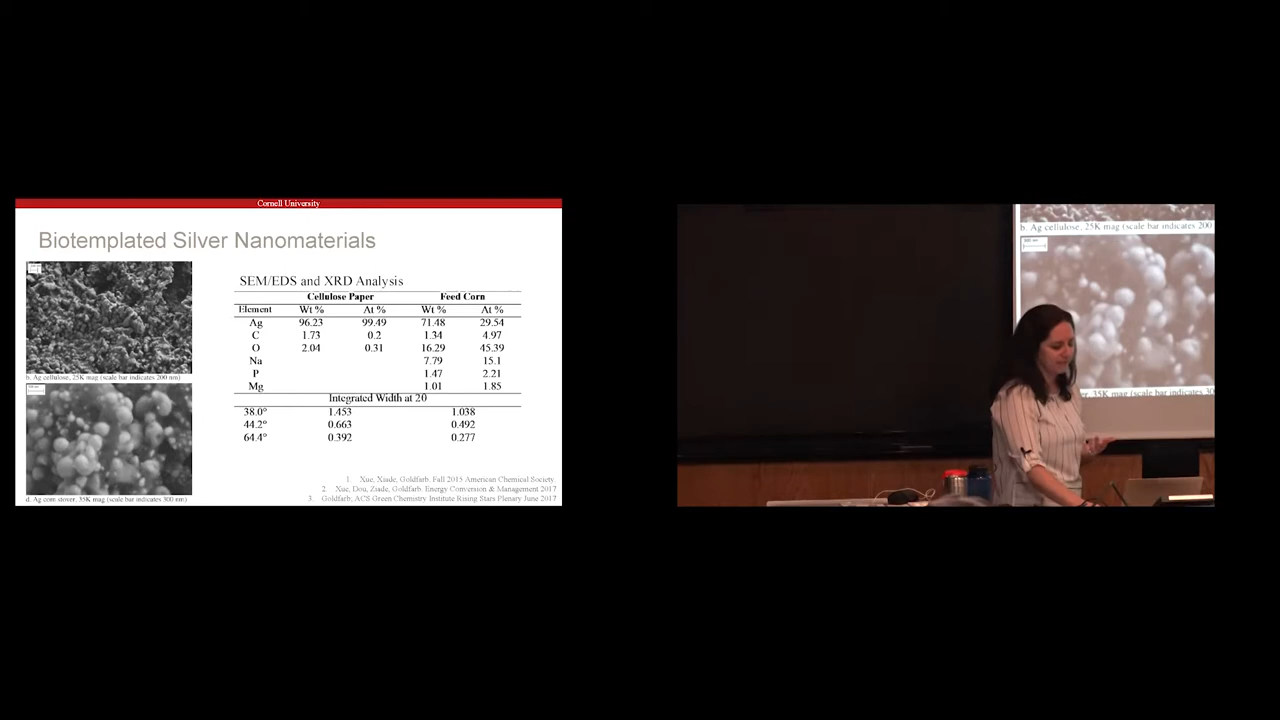 Cornell University
Biotemplated Silver Nanomaterials
SEM/EDS and XRD Analysis
Cellulose Paper Feed Corn
Element Wt % At % Wt % At %
Ag 96.23 99.49 71.48 29.54
C 1.73 0.2 1.34 4.97
O 2.04 0.31 16.29 45.39
Na 7.79 15.1
P 1.47 2.21
Mg 1.01 1.85
Integrated Width at 2θ
38.0° 1.453 1.038
44.2° 0.663 0.492
64.4° 0.392 0.277
b. Ag cellulose, 25K mag (scale bar indicates 200 nm)
d. Ag corn stover, 35K mag (scale bar indicates 300 nm)
1. Xue, Xiade, Goldfarb. Fall 2015 American Chemical Society.
2. Xue, Dou, Ziade, Goldfarb. Energy Conversion & Management 2017
3. Goldfarb, ACS Green Chemistry Institute Rising Stars Plenary June 2017
b. Ag cellulose, 25K mag (scale bar indicates 200
er, 35K mag (scale bar indicates 30